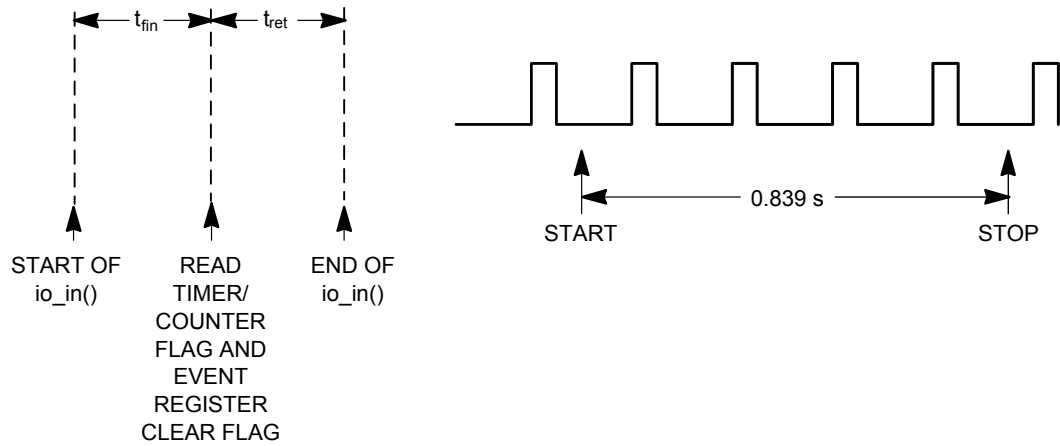 t_fin
t_ret
START OF
io_in()
READ
TIMER/
COUNTER
FLAG AND
EVENT
REGISTER
CLEAR FLAG
END OF
io_in()
0.839 s
START
STOP